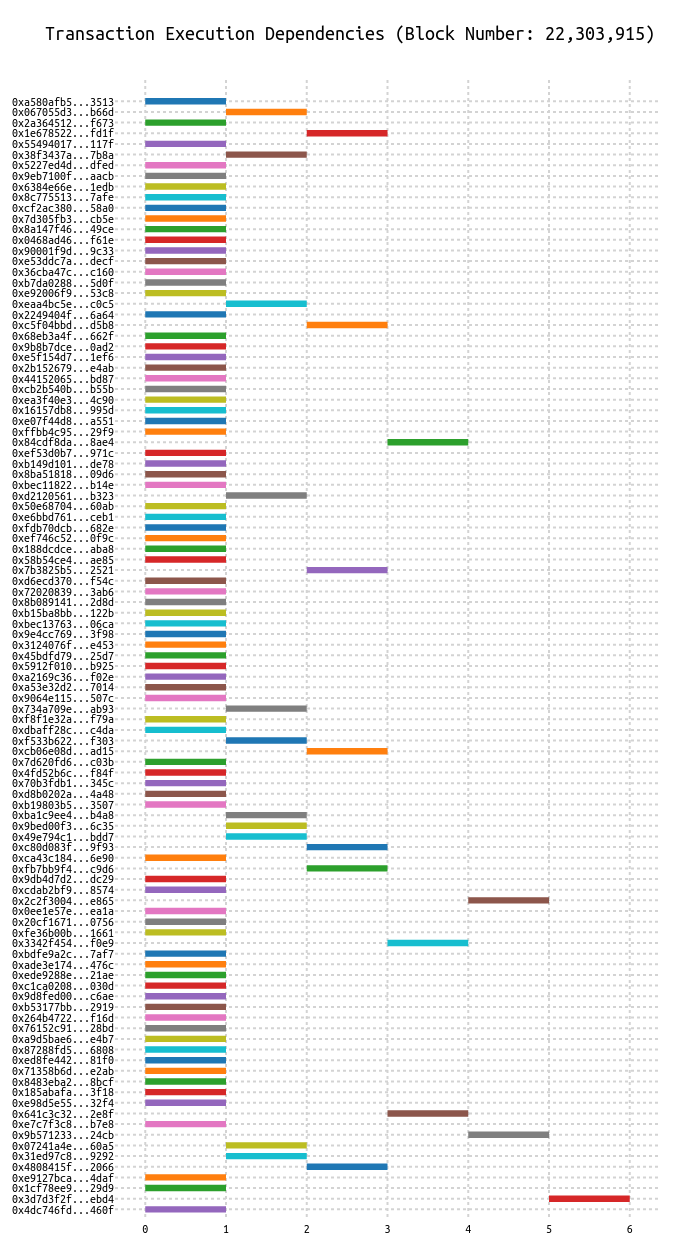 Transaction Execution Dependencies (Block Number: 22,303,915)
0xa580afb5...3513
0x067055d3...b66d
0x2a364512...f673
0x1e678522...fd1f
0x55494017...117f
0x38f3437a...7b8a
0x5227ed4d...dfed
0x9eb7100f...aacb
0x6384e66e...1edb
0x8c775513...7afe
0xcf2ac380...58a0
0x7d305fb3...cb5e
0x8a147f46...49ce
0x0468ad46...f61e
0x90001f9d...9c33
0xe53ddc7a...decf
0x36cba47c...c160
0xb7da0288...5d0f
0xe92006f9...53c8
0xeaa4bc5e...c0c5
0x2249404f...6a64
0xc5f04bbd...d5b8
0x68eb3a4f...662f
0x9b8b7dce...0ad2
0xe5f154d7...1ef6
0x2b152679...e4ab
0x44152065...bd87
0xcb2b540b...b55b
0xea3f40e3...4c90
0x16157db8...995d
0xe07f44d8...a551
0xffbb4c95...29f9
0x84cdf8da...8ae4
0xef53d0b7...971c
0xb149d101...de78
0x8ba51818...09d6
0xbec11822...b14e
0xd2120561...b323
0x50e68704...60ab
0xe6bbd761...ceb1
0xfdb70dcb...682e
0xef746c52...0f9c
0x188dcdce...aba8
0x58b54ce4...ae85
0x7b3825b5...2521
0xd6ecd370...f54c
0x72020839...3ab6
0x8b089141...2d8d
0xb15ba8bb...122b
0xbec13763...06ca
0x9e4cc769...3f98
0x3124076f...e453
0x45bdfd79...25d7
0x5912f010...b925
0xa2169c36...f02e
0xa53e32d2...7014
0x9064e115...507c
0x734a709e...ab93
0xf8f1e32a...f79a
0xdbaff28c...c4da
0xf533b622...f303
0xcb06e08d...ad15
0x7d620fd6...c03b
0x4fd52b6c...f84f
0x70b3fdb1...345c
0xd8b0202a...4a48
0xb19803b5...3507
0xba1c9ee4...b4a8
0x9bed00f3...6c35
0x49e794c1...bdd7
0xc80d083f...9f93
0xca43c184...6e90
0xfb7bb9f4...c9d6
0x9db4d7d2...dc29
0xcdab2bf9...8574
0x2c2f3004...e865
0x0ee1e57e...ea1a
0x20cf1671...0756
0xfe36b00b...1661
0x3342f454...f0e9
0xbdfe9a2c...7af7
0xade3e174...476c
0xede9288e...21ae
0xc1ca0208...030d
0x9d8fed00...c6ae
0xb53177bb...2919
0x264b4722...f16d
0x76152c91...28bd
0xa9d5bae6...e4b7
0x87288fd5...6808
0xed8fe442...81f0
0x71358b6d...e2ab
0x8483eba2...8bcf
0x185abafa...3f18
0xe98d5e55...32f4
0x641c3c32...2e8f
0xe7c7f3c8...b7e8
0x9b571233...24cb
0x07241a4e...60a5
0x31ed97c8...9292
0x4808415f...2066
0xe9127bca...4daf
0x1cf78ee9...29d9
0x3d7d3f2f...ebd4
0x4dc746fd...460f
0 1 2 3 4 5 6